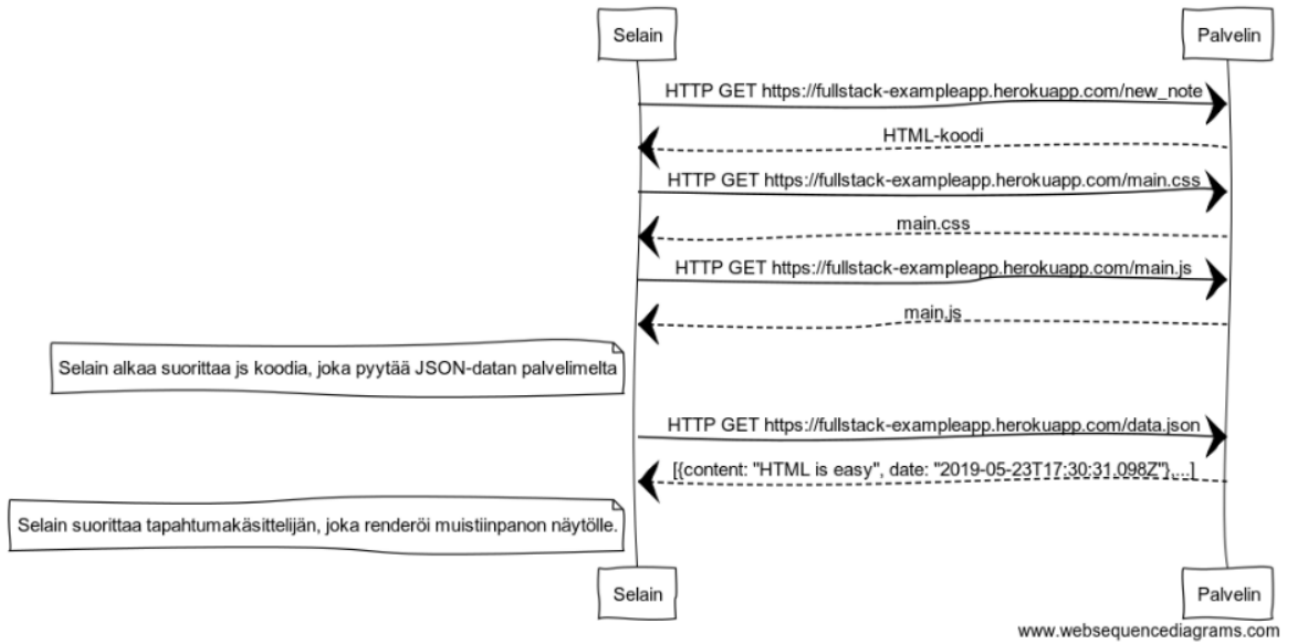 Selain Palvelin
HTTP GET https://fullstack-exampleapp.herokuapp.com/new_note
HTML-koodi
HTTP GET https://fullstack-exampleapp.herokuapp.com/main.css
main.css
HTTP GET https://fullstack-exampleapp.herokuapp.com/main.js
main.js
Selain alkaa suorittaa js koodia, joka pyytää JSON-datan palvelimelta
HTTP GET https://fullstack-exampleapp.herokuapp.com/data.json
[{content: "HTML is easy", date: "2019-05-23T17:30:31.098Z"},...]
Selain suorittaa tapahtumakäsittelijän, joka renderöi muistiinpanon näytölle.
Selain Palvelin
www.websequencediagrams.com